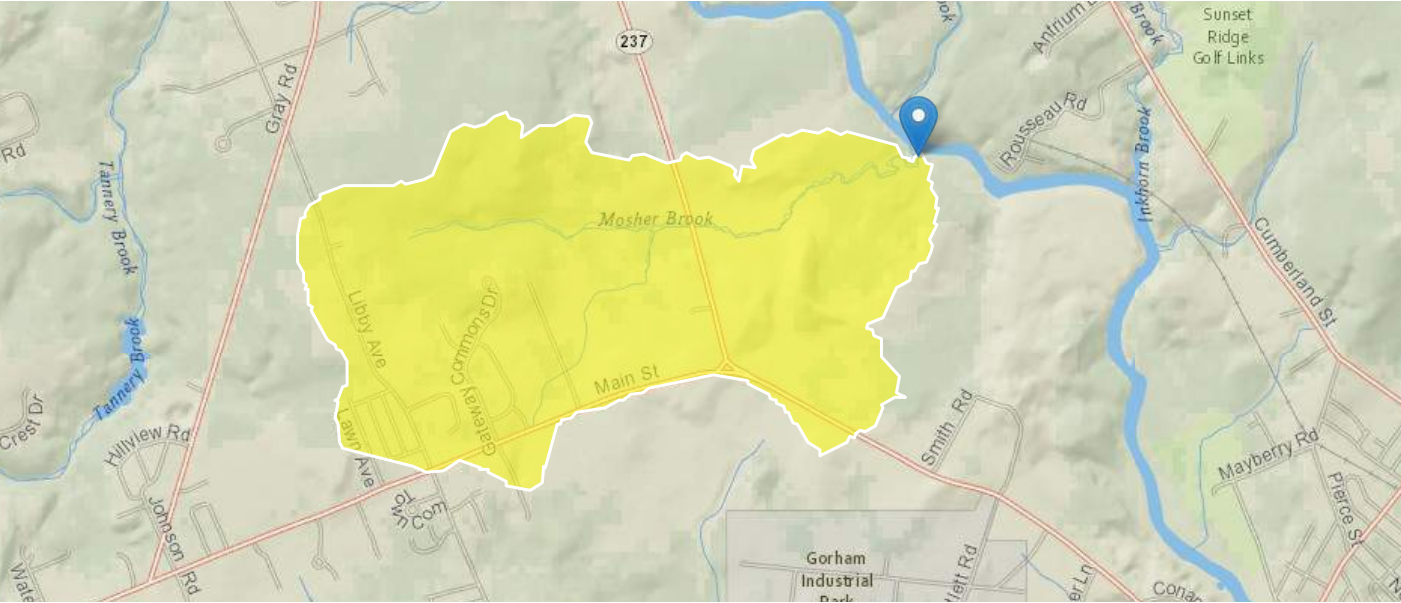 Sunset
Ridge
Golf Links
Antrium
Brook
237
Gray Rd
Rousseau Rd
Rd
Tannery Brook
Inkhorn Brook
Mosher Brook
Cumberland St
Libby Ave
Gateway Commons Dr
Tannery Brook
Main St
Crest Dr
Hillview Rd
Lawn Ave
Smith Rd
Mayberry Rd
Johnson Rd
Pierce St
Gorham
Industrial
Park